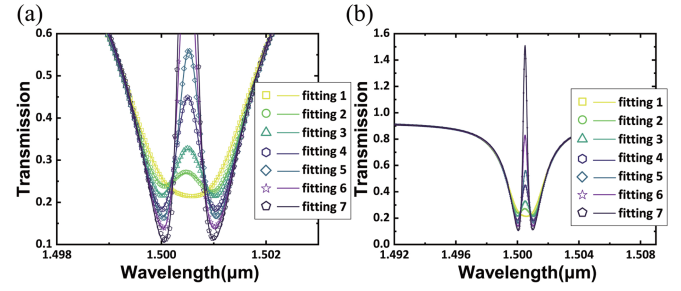 (a)
0.6
0.5
0.4
0.3
0.2
0.1
Transmission
1.498
1.500
1.502
Wavelength(μm)
fitting 1
fitting 2
fitting 3
fitting 4
fitting 5
fitting 6
fitting 7
(b)
1.6
1.4
1.2
1.0
0.8
0.6
0.4
0.2
0.0
Transmission
1.492
1.496
1.500
1.504
1.508
Wavelength(μm)
fitting 1
fitting 2
fitting 3
fitting 4
fitting 5
fitting 6
fitting 7